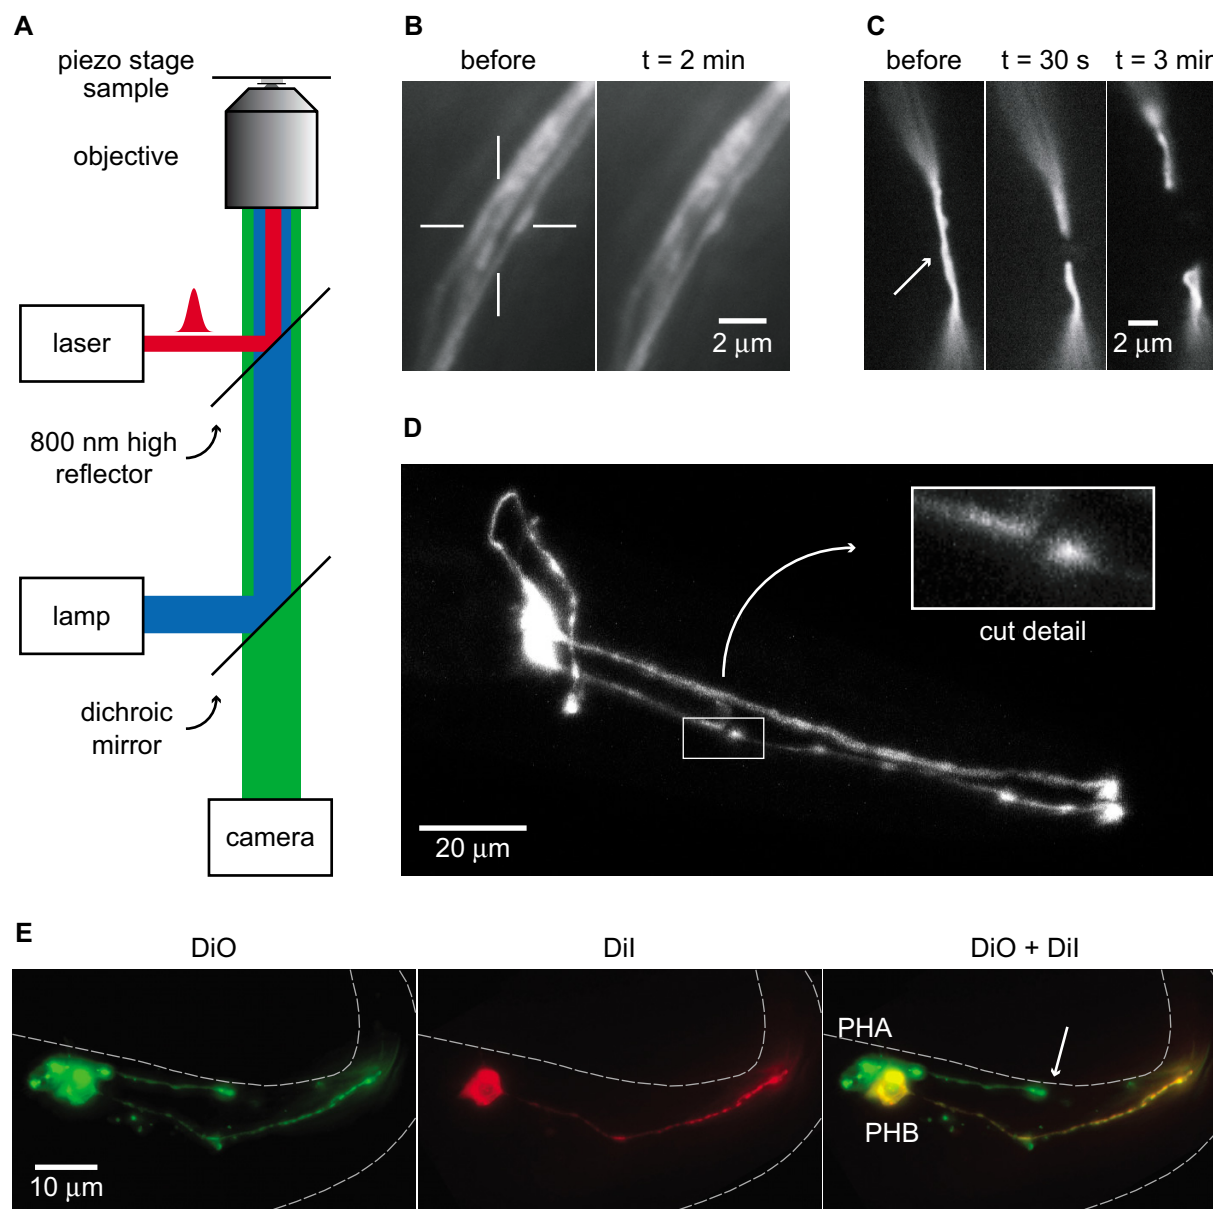 A
piezo stage
sample
objective
laser
800 nm high
reflector
lamp
dichroic
mirror
camera
B
before
t = 2 min
2 μm
C
before
t = 30 s
t = 3 min
2 μm
D
cut detail
20 μm
E
DiO
DiI
DiO + DiI
10 μm
PHA
PHB